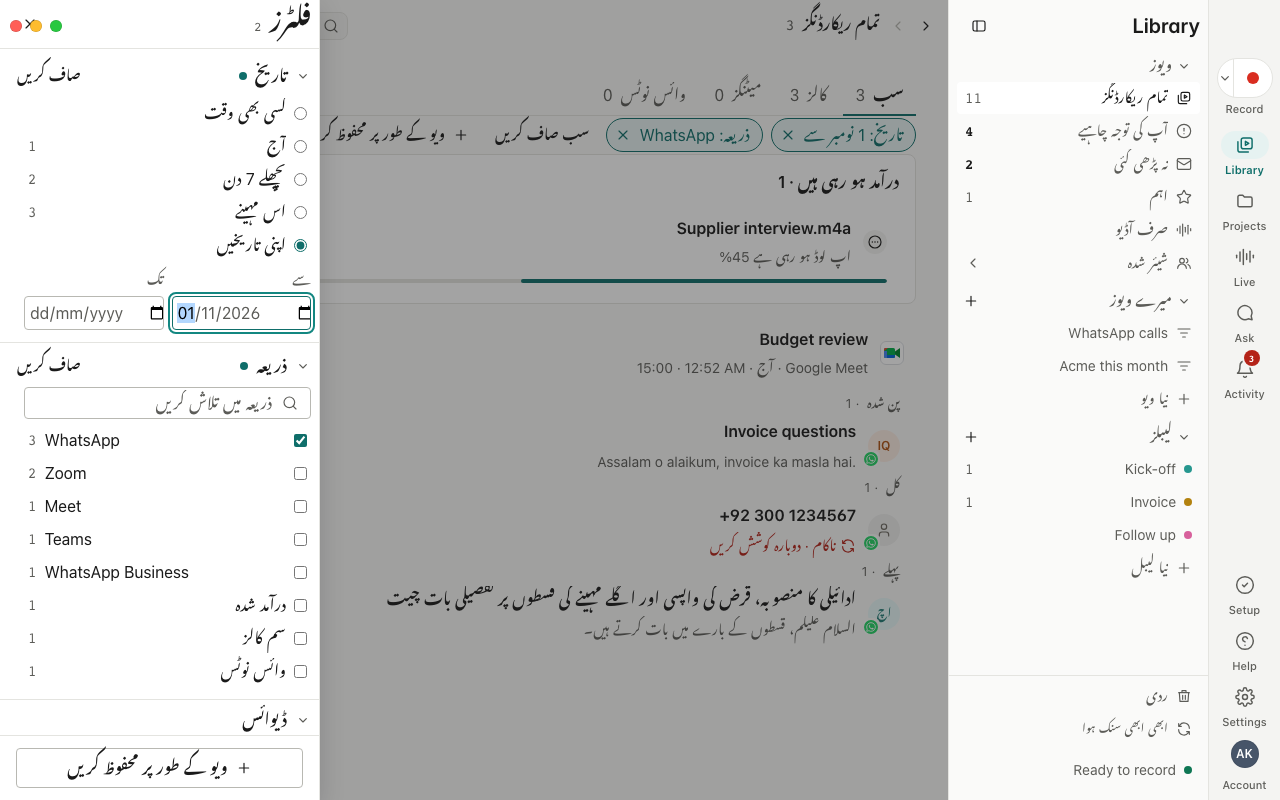 فلٹرز 2
تاریخ صاف کریں
کسی بھی وقت
آج 1
پچھلے 7 دن 2
اس مہینے 3
اپنی تاریخیں
سے تک
01/11/2026 dd/mm/yyyy
ذریعہ صاف کریں
ذریعہ میں تلاش کریں
WhatsApp 3
Zoom 2
Meet 1
Teams 1
WhatsApp Business 1
درآمد شدہ 1
سم کالز 1
وائس نوٹس 1
ڈیوائس
+ ویو کے طور پر محفوظ کریں
تمام ریکارڈنگز 3
سب 3 کالز 3 میٹنگز 0 وائس نوٹس 0
تاریخ: 1 نومبر سے × ذریعہ: WhatsApp × سب صاف کریں + ویو کے طور پر محفوظ کر
درآمد ہو رہی ہیں · 1
Supplier interview.m4a
اپ لوڈ ہو رہی ہے 45%
Budget review
Google Meet · آج · 12:52 AM · 15:00
پن شدہ · 1
IQ
Invoice questions
Assalam o alaikum, invoice ka masla hai.
کل · 1
+92 300 1234567
ناکام · دوبارہ کوشش کریں
پہلے · 1
اچ
ادائیگی کا منصوبہ، قرض کی واپسی اور اگلے مہینے کی قسطوں پر تفصیلی بات چیت
السلام علیکم، قسطوں کے بارے میں بات کرتے ہیں۔
Library
ویوز
تمام ریکارڈنگز 11
آپ کی توجہ چاہیے 4
نہ پڑھی گئی 2
اہم 1
صرف آڈیو
شیئر شدہ
میرے ویوز +
WhatsApp calls
Acme this month
+ نیا ویو
لیبلز +
Kick-off 1
Invoice 1
Follow up
+ نیا لیبل
ردی
ابھی ابھی سنک ہوا
Ready to record
Record
Library
Projects
Live
Ask
3
Activity
Setup
Help
Settings
AK
Account